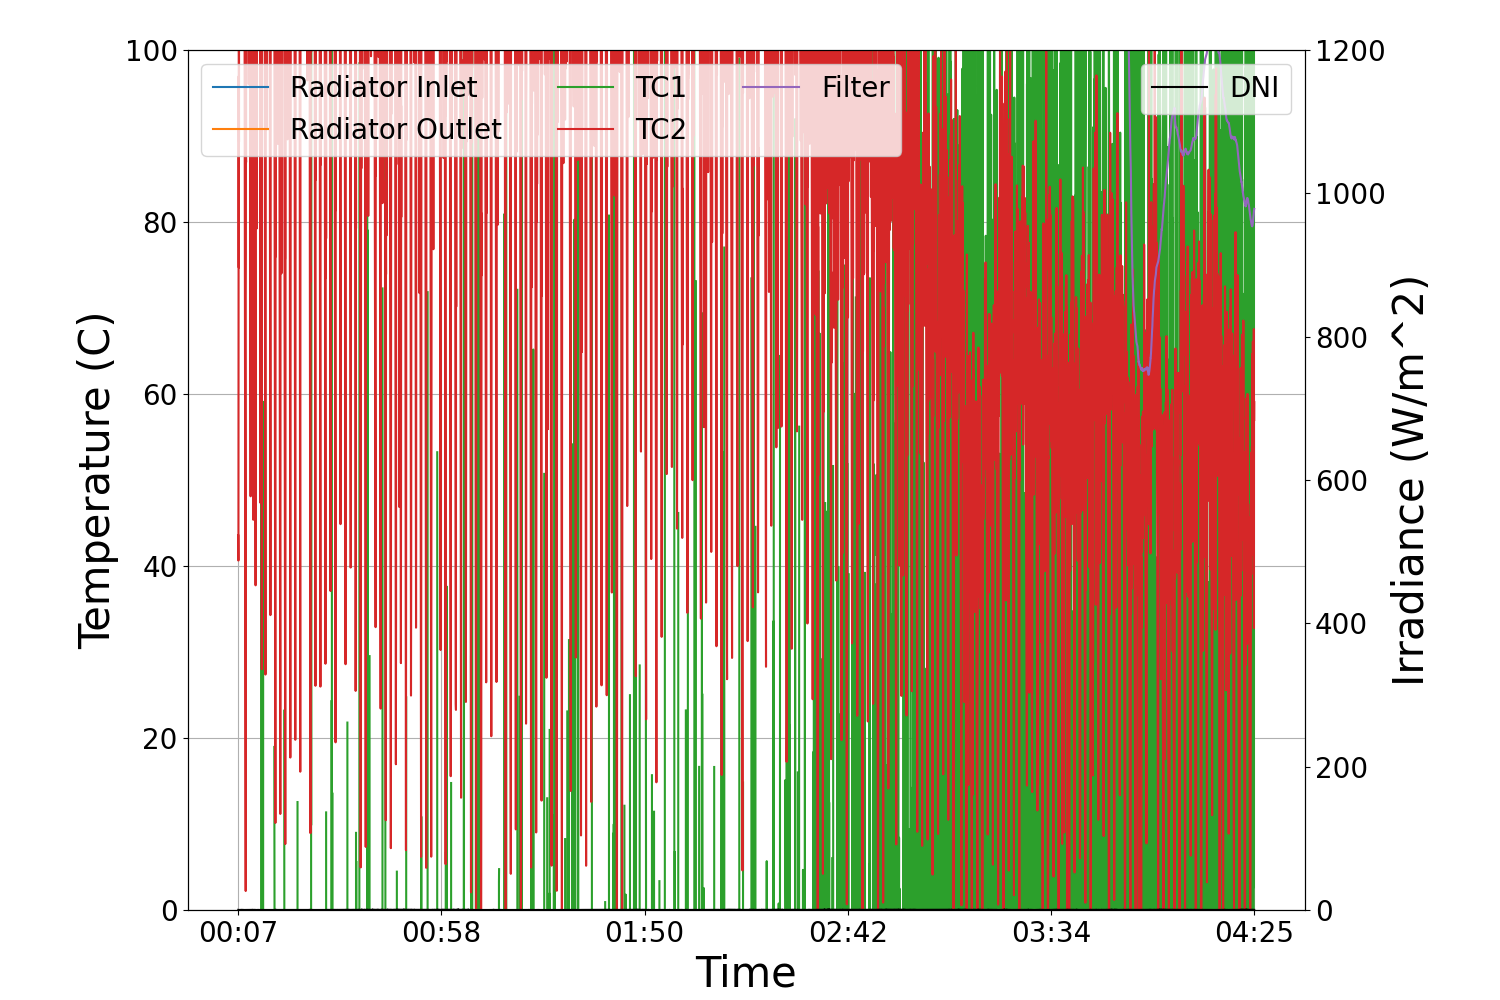 100
80
60
40
20
0
Temperature (C)
Radiator Inlet
Radiator Outlet
TC1
TC2
Filter
DNI
1200
1000
800
600
400
200
0
Irradiance (W/m^2)
00:07
00:58
01:50
02:42
03:34
04:25
Time